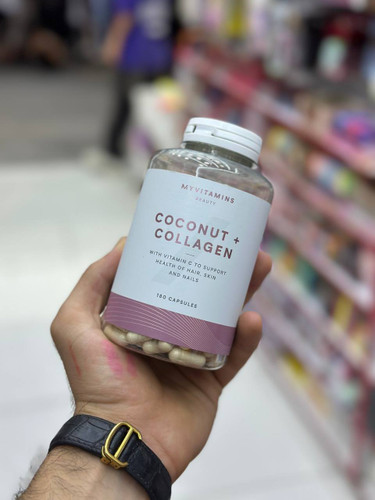 MYVITAMINS
BEAUTY
COCONUT +
COLLAGEN
WITH VITAMIN C TO SUPPORT
HEALTH OF HAIR, SKIN
AND NAILS
180 CAPSULES